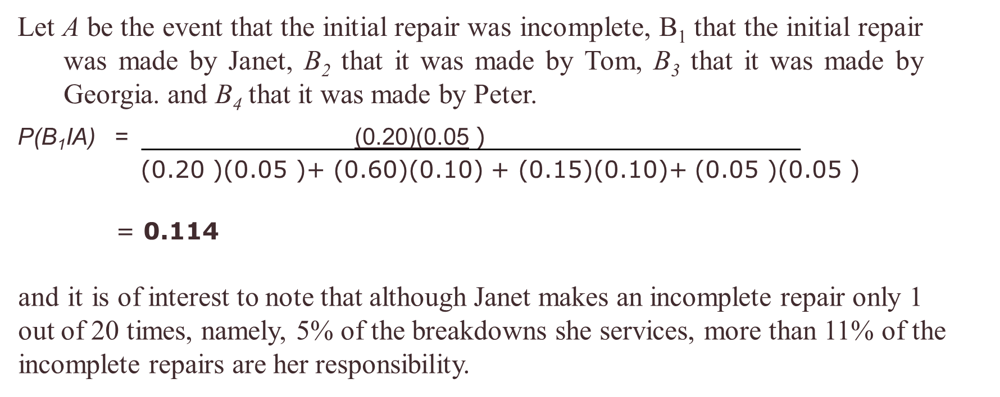 Let A be the event that the initial repair was incomplete, B₁ that the initial repair
was made by Janet, B₂ that it was made by Tom, B₃ that it was made by
Georgia. and B₄ that it was made by Peter.
P(B₁IA) = (0.20)(0.05 )
(0.20 )(0.05 )+ (0.60)(0.10) + (0.15)(0.10)+ (0.05 )(0.05 )
= 0.114
and it is of interest to note that although Janet makes an incomplete repair only 1
out of 20 times, namely, 5% of the breakdowns she services, more than 11% of the
incomplete repairs are her responsibility.